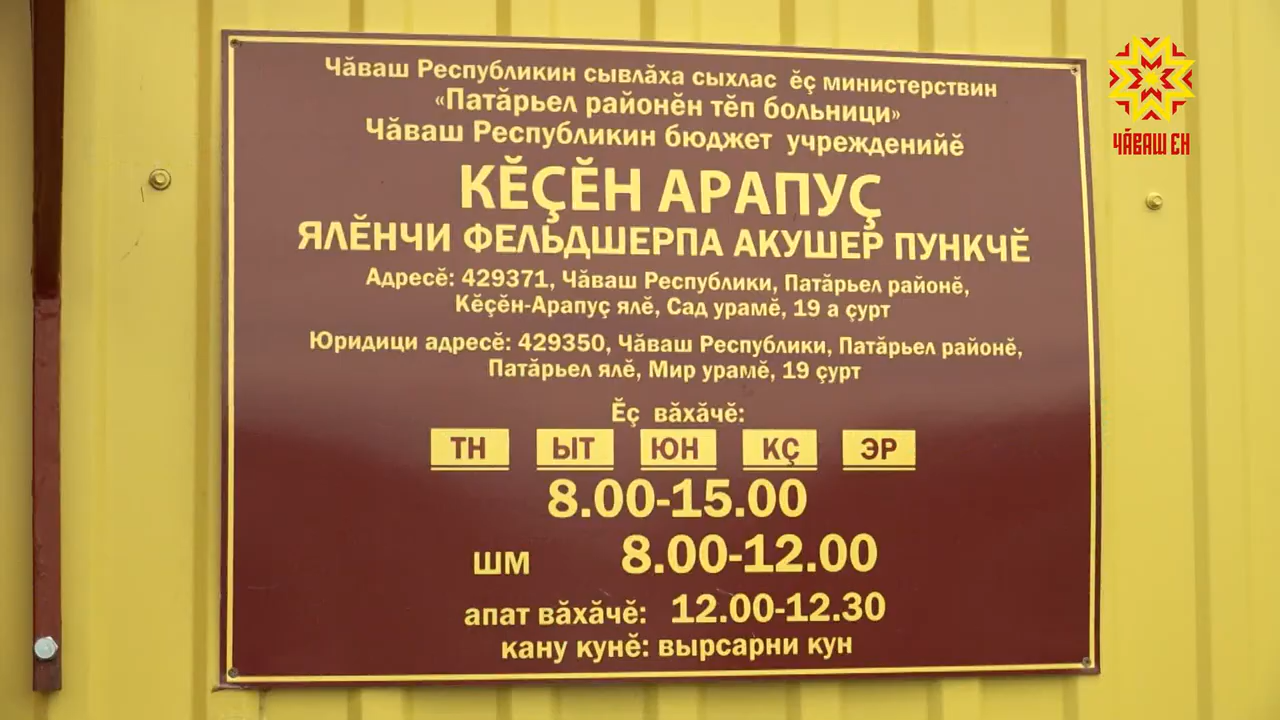 Чӑваш Республикин сывлӑха сыхлас ӗҫ министерствин
«Патӑрьел районӗн тӗп больници»
Чӑваш Республикин бюджет учрежденийӗ
КӖҪӖН АРАПУҪ
ЯЛӖНЧИ ФЕЛЬДШЕРПА АКУШЕР ПУНКЧӖ
Адресӗ: 429371, Чӑваш Республики, Патӑрьел районӗ,
Кӗҫӗн-Арапуҫ ялӗ, Сад урамӗ, 19 а ҫурт
Юридици адресӗ: 429350, Чӑваш Республики, Патӑрьел районӗ,
Патӑрьел ялӗ, Мир урамӗ, 19 ҫурт
Ӗҫ вӑхӑчӗ:
ТН ЫТ ЮН КҪ ЭР
8.00-15.00
ШМ 8.00-12.00
апат вӑхӑчӗ: 12.00-12.30
кану кунӗ: вырсарни кун
ЧӐВАШ ЕН